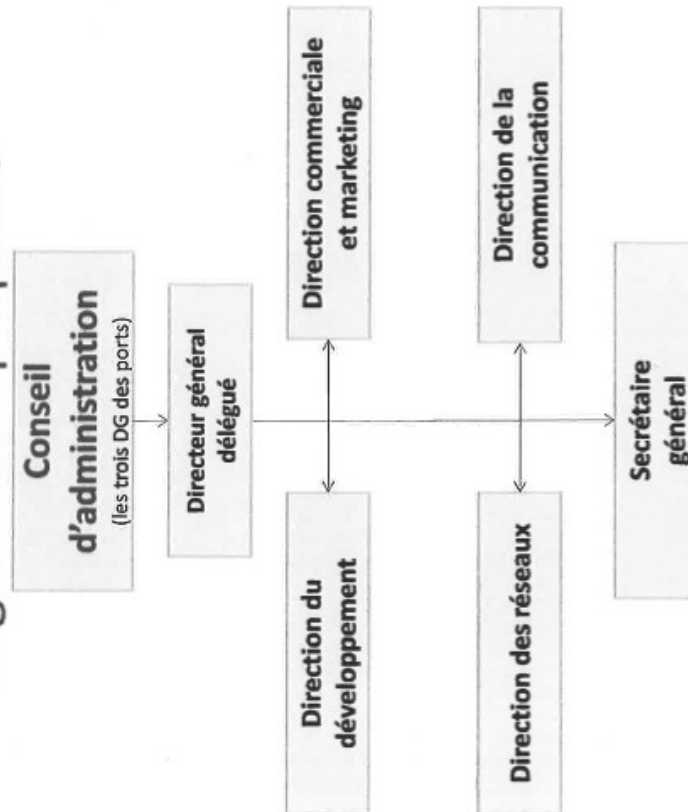 Conseil
d'administration
(les trois DG des ports)
Directeur général
délégué
Direction du
développement
Direction commerciale
et marketing
Direction des réseaux
Direction de la
communication
Secrétaire
général